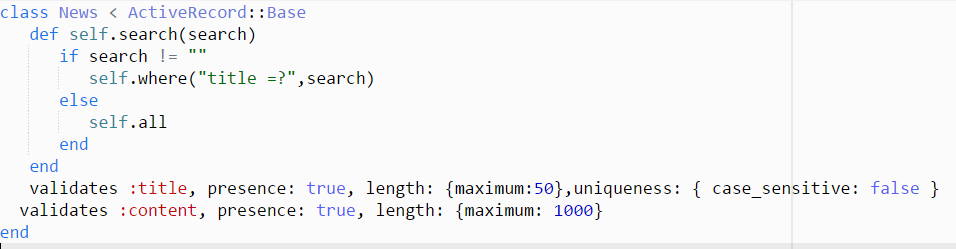 class News < ActiveRecord::Base
   def self.search(search)
      if search != ""
         self.where("title =?",search)
      else
         self.all
      end
   end
   validates :title, presence: true, length: {maximum:50},uniqueness: { case_sensitive: false }
  validates :content, presence: true, length: {maximum: 1000}
end